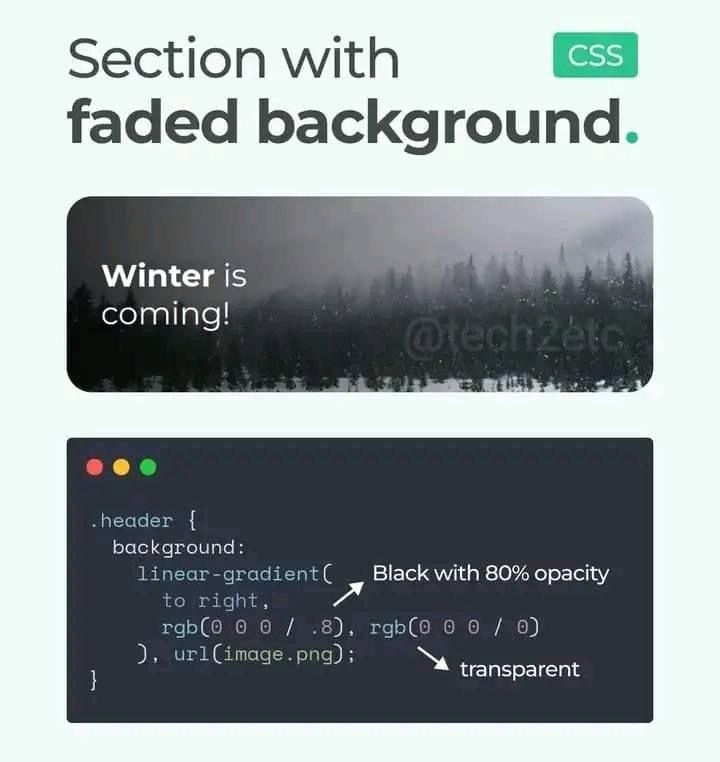 Section with
CSS
faded background.
Winter is
coming!
@tech2etc
.header {
background:
linear-gradient(
Black with 80% opacity
to right,
rgb(0 0 0 / .8), rgb(0 0 0 / 0)
), url(image.png);
transparent
}